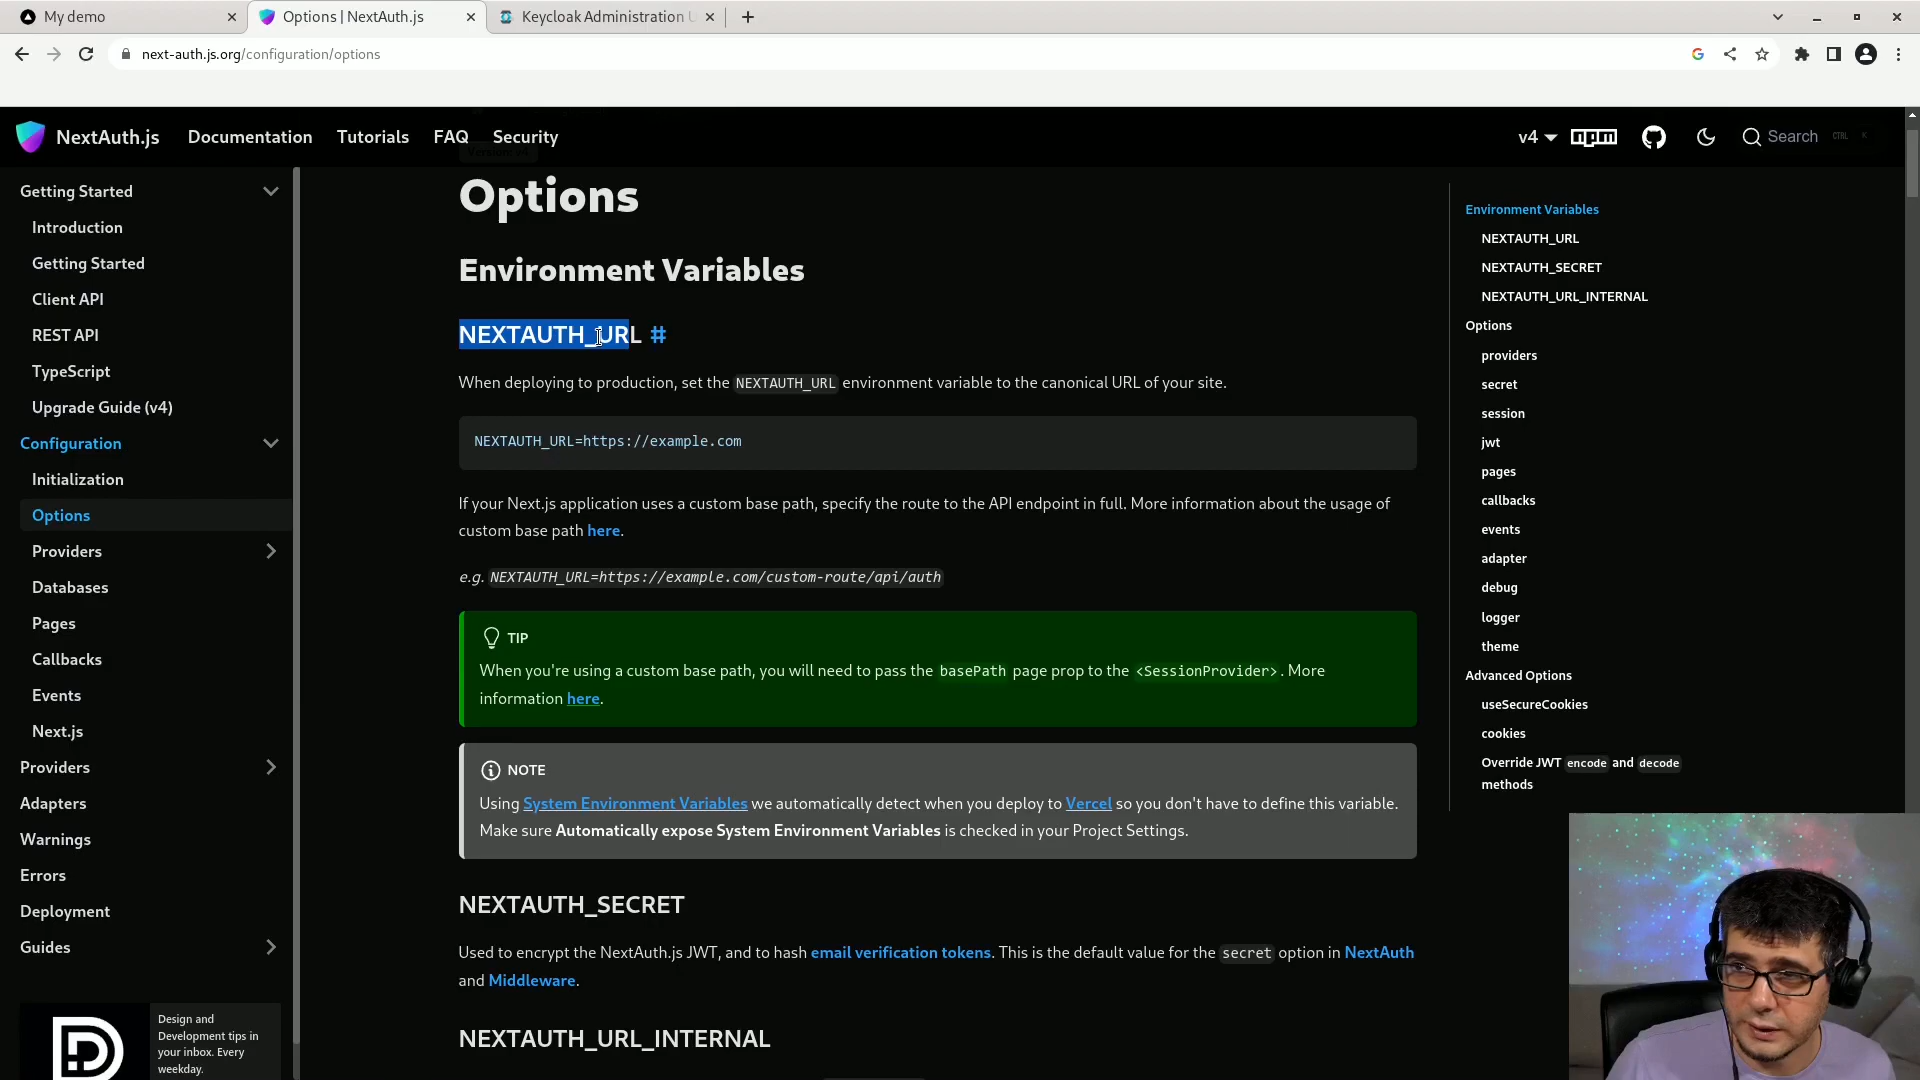 My demo
Options | NextAuth.js
Keycloak Administration
next-auth.js.org/configuration/options
NextAuth.js
Documentation
Tutorials
FAQ
Security
v4
npm
Search
CTRL K
Getting Started
Introduction
Getting Started
Client API
REST API
TypeScript
Upgrade Guide (v4)
Configuration
Initialization
Options
Providers
Databases
Pages
Callbacks
Events
Next.js
Providers
Adapters
Warnings
Errors
Deployment
Guides
Design and
Development tips in
your inbox. Every
weekday.
Options
Environment Variables
NEXTAUTH_URL #
When deploying to production, set the NEXTAUTH_URL environment variable to the canonical URL of your site.
NEXTAUTH_URL=https://example.com
If your Next.js application uses a custom base path, specify the route to the API endpoint in full. More information about the usage of
custom base path here.
e.g. NEXTAUTH_URL=https://example.com/custom-route/api/auth
TIP
When you're using a custom base path, you will need to pass the basePath page prop to the <SessionProvider>. More
information here.
NOTE
Using System Environment Variables we automatically detect when you deploy to Vercel so you don't have to define this variable.
Make sure Automatically expose System Environment Variables is checked in your Project Settings.
NEXTAUTH_SECRET
Used to encrypt the NextAuth.js JWT, and to hash email verification tokens. This is the default value for the secret option in NextAuth
and Middleware.
NEXTAUTH_URL_INTERNAL
Environment Variables
NEXTAUTH_URL
NEXTAUTH_SECRET
NEXTAUTH_URL_INTERNAL
Options
providers
secret
session
jwt
pages
callbacks
events
adapter
debug
logger
theme
Advanced Options
useSecureCookies
cookies
Override JWT encode and decode
methods